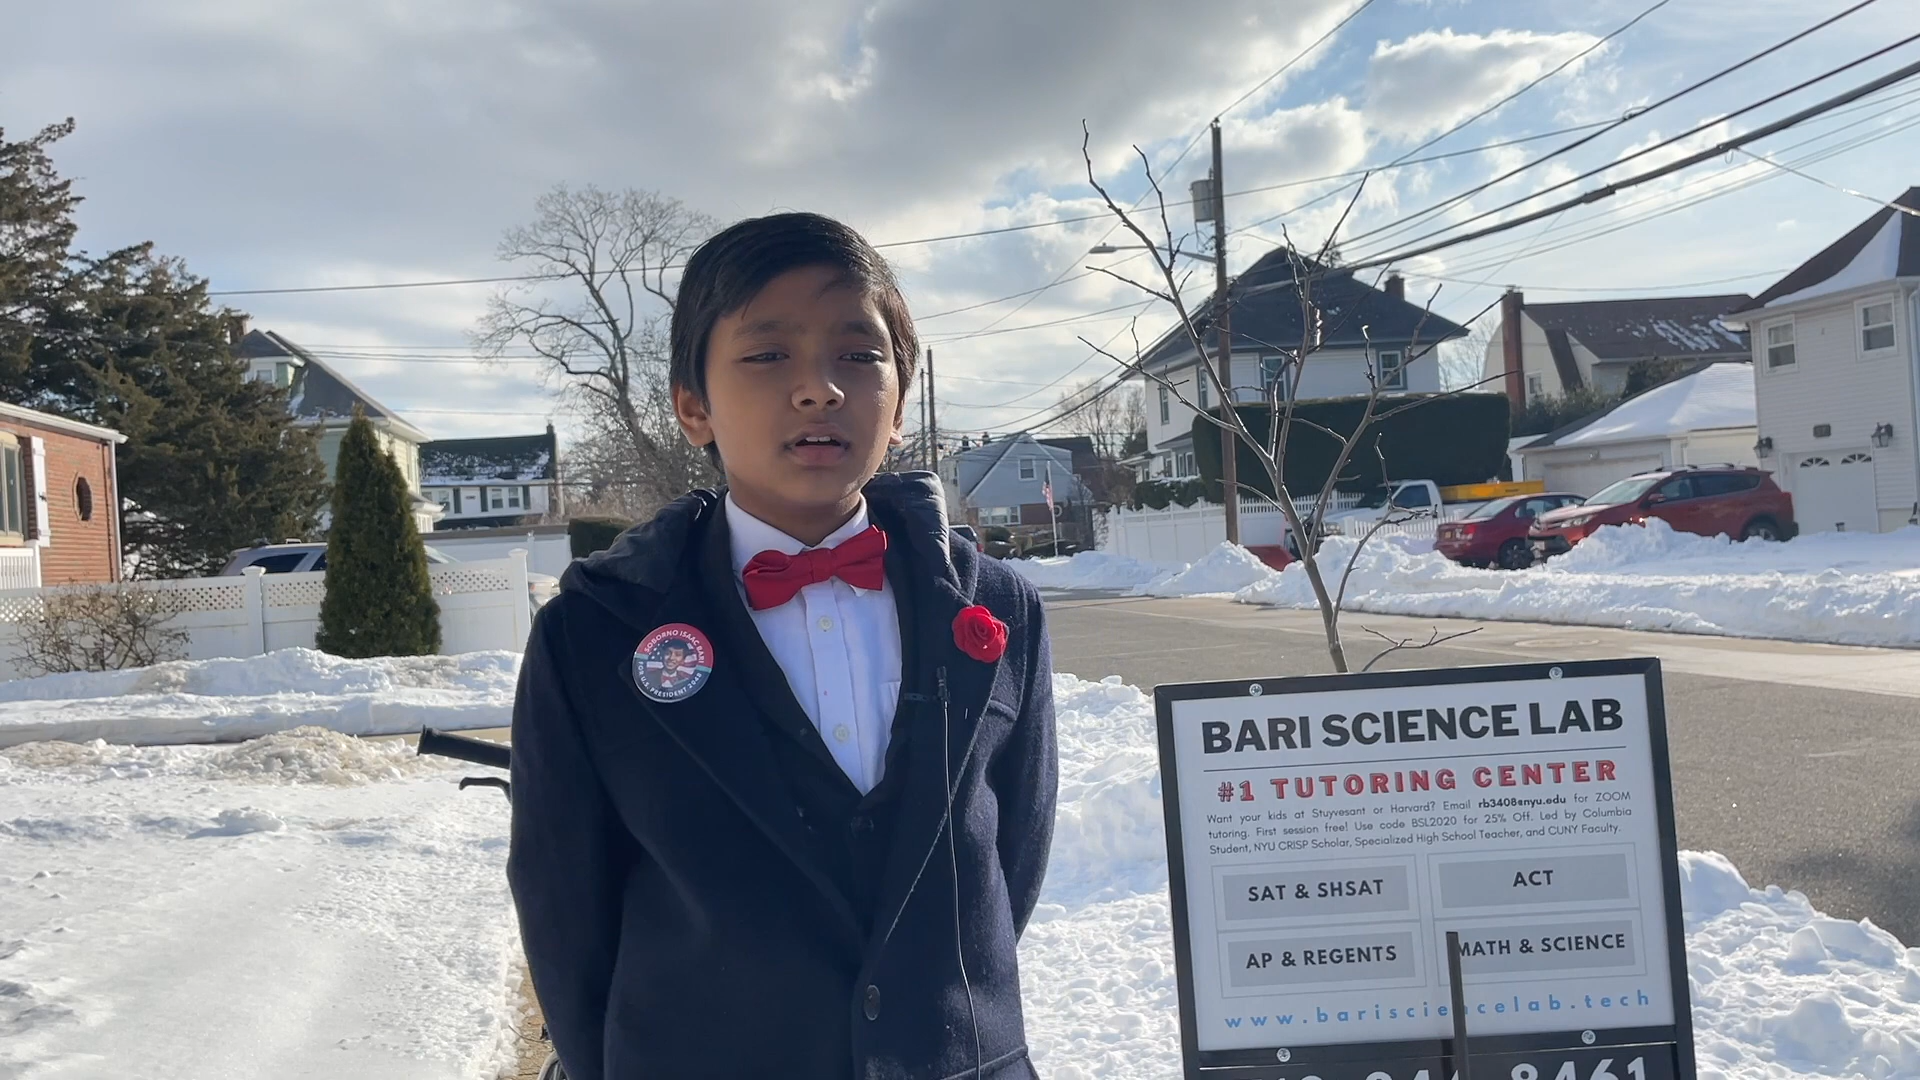 SOBORNO ISAAC BARI
FOR U.S. PRESIDENT 2048
BARI SCIENCE LAB
#1 TUTORING CENTER
Want your kids at Stuyvesant or Harvard? Email rb3408@nyu.edu for ZOOM
tutoring. First session free! Use code BSL2020 for 25% Off. Led by Columbia
Student, NYU CRISP Scholar, Specialized High School Teacher, and CUNY Faculty.
SAT & SHSAT
ACT
AP & REGENTS
MATH & SCIENCE
www.barisciencelab.tech
8461